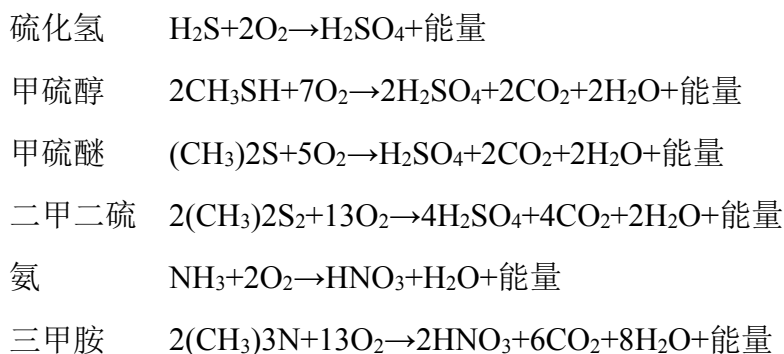 硫化氢 H₂S+2O₂→H₂SO₄+能量
甲硫醇 2CH₃SH+7O₂→2H₂SO₄+2CO₂+2H₂O+能量
甲硫醚 (CH₃)2S+5O₂→H₂SO₄+2CO₂+2H₂O+能量
二甲二硫 2(CH₃)2S₂+13O₂→4H₂SO₄+4CO₂+2H₂O+能量
氨 NH₃+2O₂→HNO₃+H₂O+能量
三甲胺 2(CH₃)3N+13O₂→2HNO₃+6CO₂+8H₂O+能量